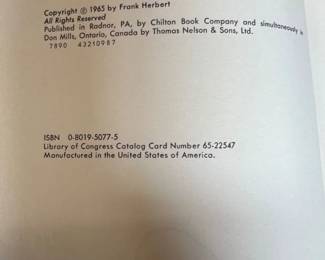 Copyright © 1965 by Frank Herbert
All Rights Reserved
Published in Radnor, PA, by Chilton Book Company and simultaneously in
Don Mills, Ontario, Canada by Thomas Nelson & Sons, Ltd.
7890 43210987
ISBN 0-8019-5077-5
Library of Congress Catalog Card Number 65-22547
Manufactured in the United States of America.